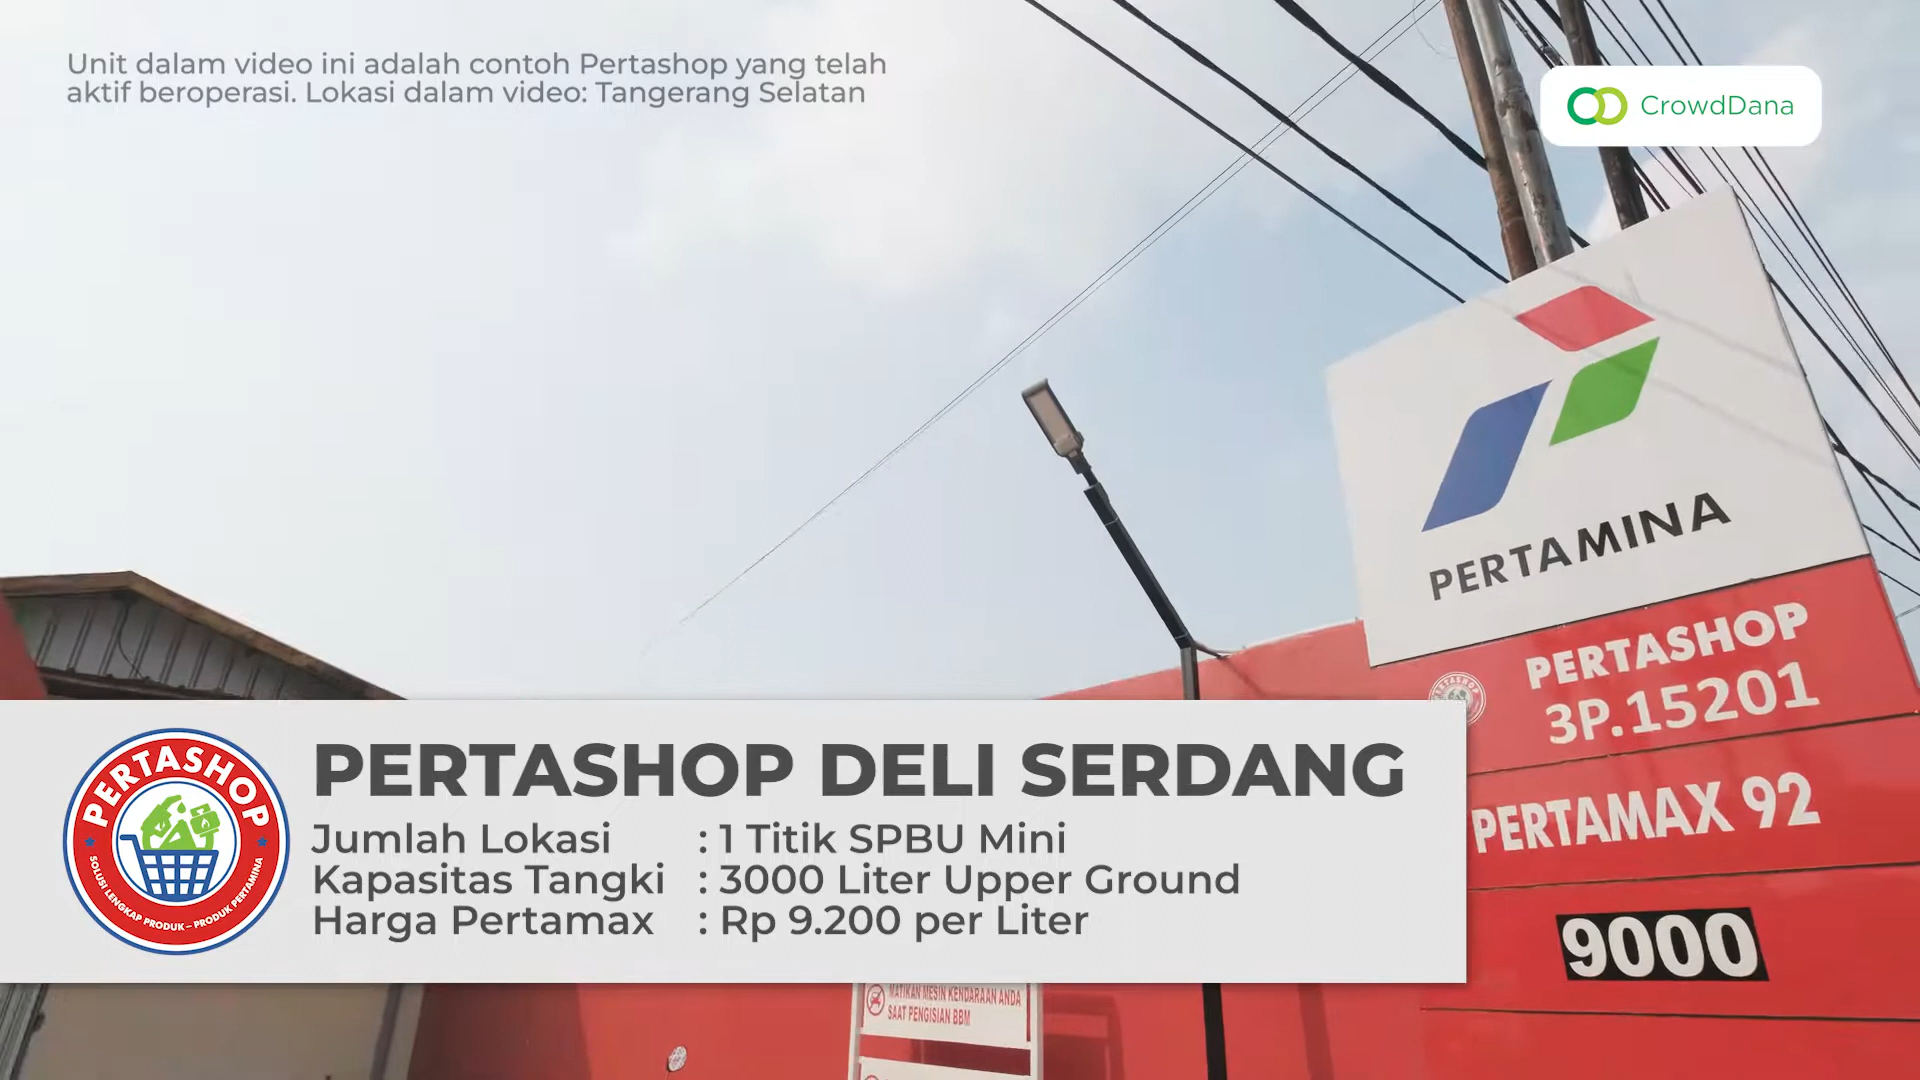 Unit dalam video ini adalah contoh Pertashop yang telah
aktif beroperasi. Lokasi dalam video: Tangerang Selatan
CrowdDana
PERTAMINA
PERTASHOP
3P.15201
PERTAMAX 92
9000
PERTASHOP
SOLUSI LENGKAP PRODUK – PRODUK PERTAMINA
PERTASHOP DELI SERDANG
Jumlah Lokasi : 1 Titik SPBU Mini
Kapasitas Tangki : 3000 Liter Upper Ground
Harga Pertamax : Rp 9.200 per Liter
MATIKAN MESIN KENDARAAN ANDA
SAAT PENGISIAN BBM